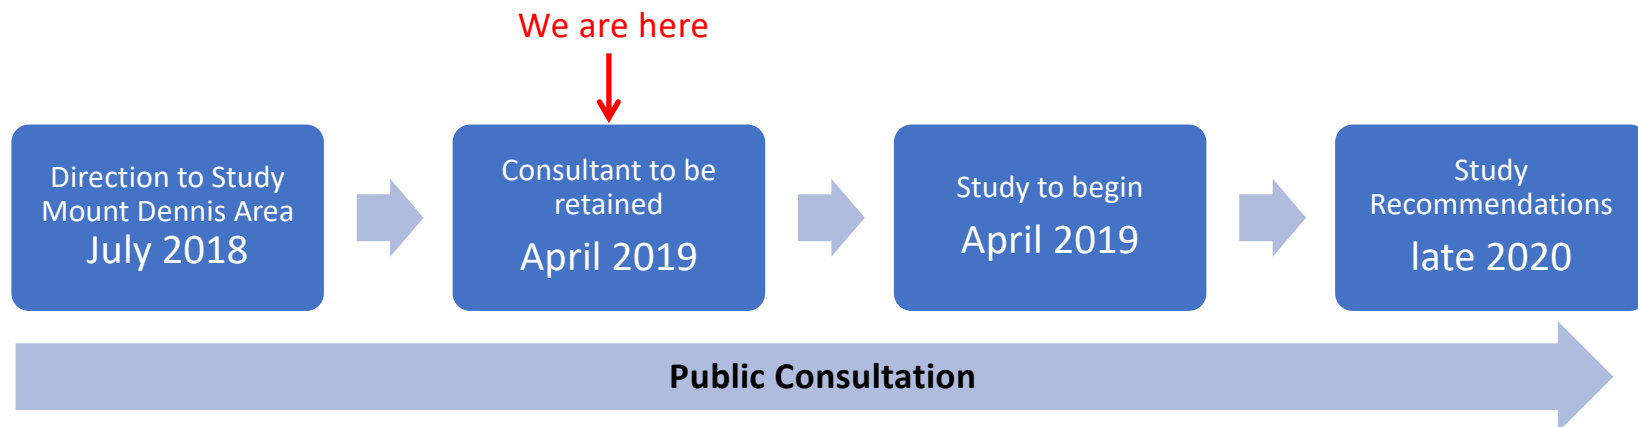 We are here
Direction to Study
Mount Dennis Area
July 2018
Consultant to be
retained
April 2019
Study to begin
April 2019
Study
Recommendations
late 2020
Public Consultation